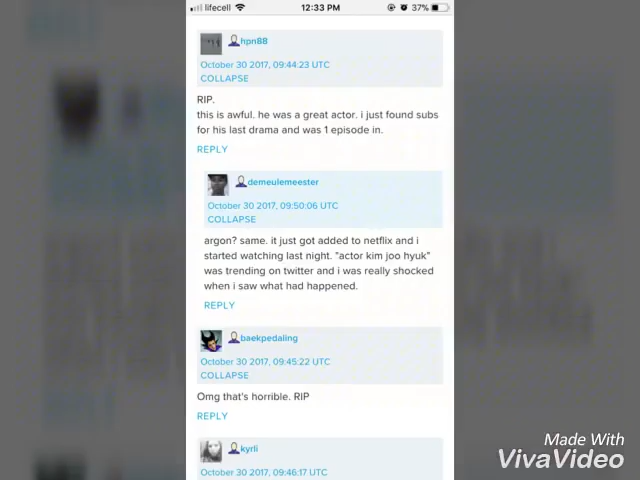 lifecell 12:33 PM 37%
hpn88
October 30 2017, 09:44:23 UTC
COLLAPSE
RIP.
this is awful. he was a great actor. i just found subs
for his last drama and was 1 episode in.
REPLY
demeulemeester
October 30 2017, 09:50:06 UTC
COLLAPSE
argon? same. it just got added to netflix and i
started watching last night. "actor kim joo hyuk"
was trending on twitter and i was really shocked
when i saw what had happened.
REPLY
baekpedaling
October 30 2017, 09:45:22 UTC
COLLAPSE
Omg that's horrible. RIP
REPLY
kyrli
October 30 2017, 09:46:17 UTC
Made With
VivaVideo